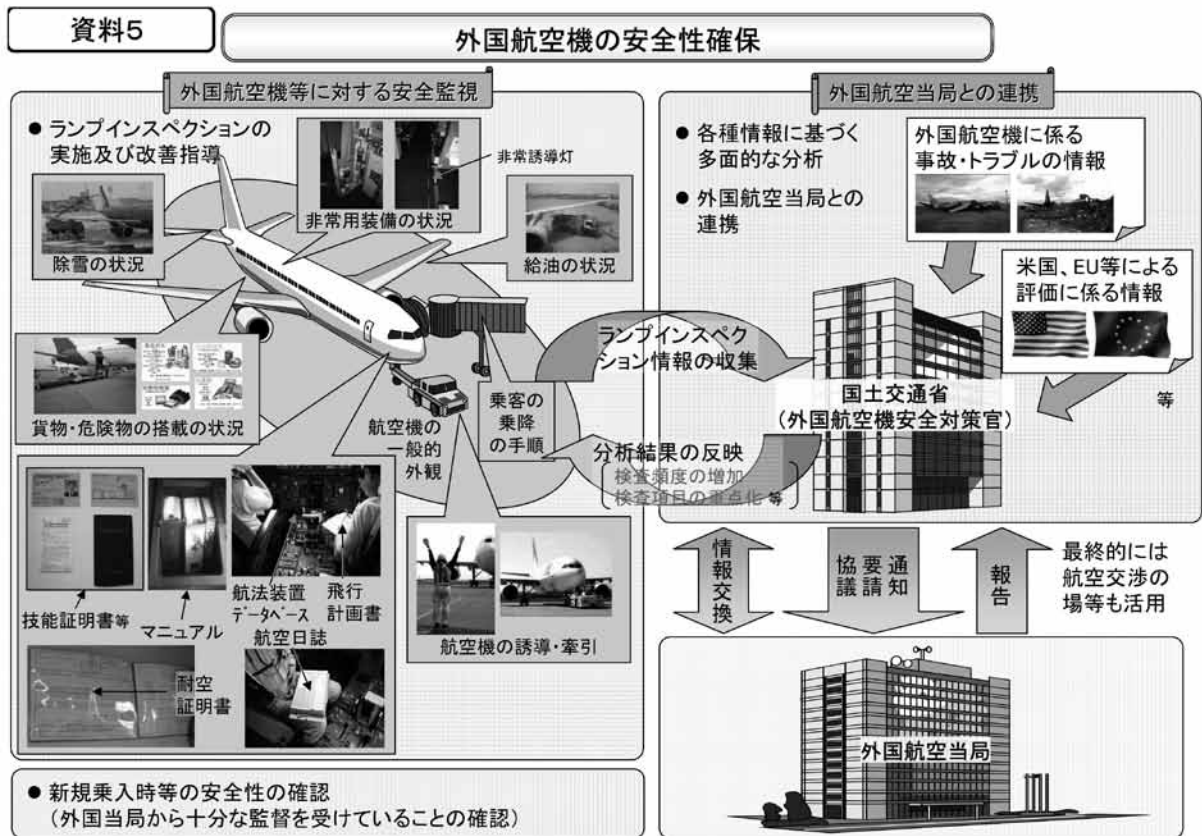 資料5
外国航空機の安全性確保
外国航空機等に対する安全監視
● ランプインスペクションの
実施及び改善指導
非常誘導灯
非常用装備の状況
除雪の状況
給油の状況
貨物・危険物の搭載の状況
航空機の
一般的
外観
乗客の
乗降
の手順
技能証明書等
マニュアル
航法装置
データベース
飛行
計画書
航空日誌
耐空
証明書
航空機の誘導・牽引
● 新規乗入時等の安全性の確認
(外国当局から十分な監督を受けていることの確認)
ランプインスペク
ション情報の収集
分析結果の反映
検査頻度の増加
検査項目の重点化 等
外国航空当局との連携
● 各種情報に基づく
多面的な分析
● 外国航空当局との
連携
外国航空機に係る
事故・トラブルの情報
米国、EU等による
評価に係る情報
等
国土交通省
(外国航空機安全対策官)
情報交換
協議
要請
通知
報告
最終的には
航空交渉の
場等も活用
外国航空当局